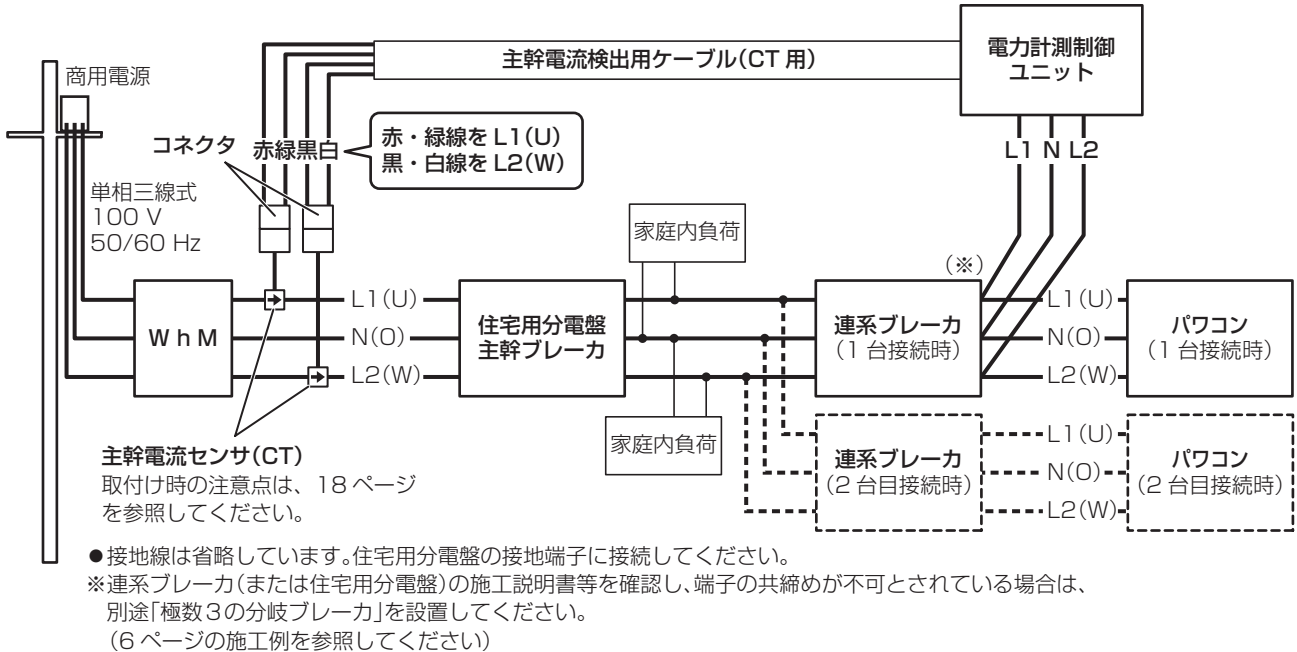 主幹電流検出用ケーブル(CT 用)
電力計測制御
ユニット
商用電源
コネクタ
赤緑黒白
赤・緑線を L1(U)
黒・白線を L2(W)
L1 N L2
単相三線式
100 V
50/60 Hz
家庭内負荷
(※)
W h M
L1(U)
N(O)
L2(W)
住宅用分電盤
主幹ブレーカ
連系ブレーカ
(1 台接続時)
L1(U)
N(O)
L2(W)
パワコン
(1 台接続時)
家庭内負荷
連系ブレーカ
(2 台目接続時)
L1(U)
N(O)
L2(W)
パワコン
(2 台目接続時)
主幹電流センサ(CT)
取付け時の注意点は、18 ページ
を参照してください。
●接地線は省略しています。住宅用分電盤の接地端子に接続してください。
※連系ブレーカ(または住宅用分電盤)の施工説明書等を確認し、端子の共締めが不可とされている場合は、
別途「極数3の分岐ブレーカ」を設置してください。
(6 ページの施工例を参照してください)